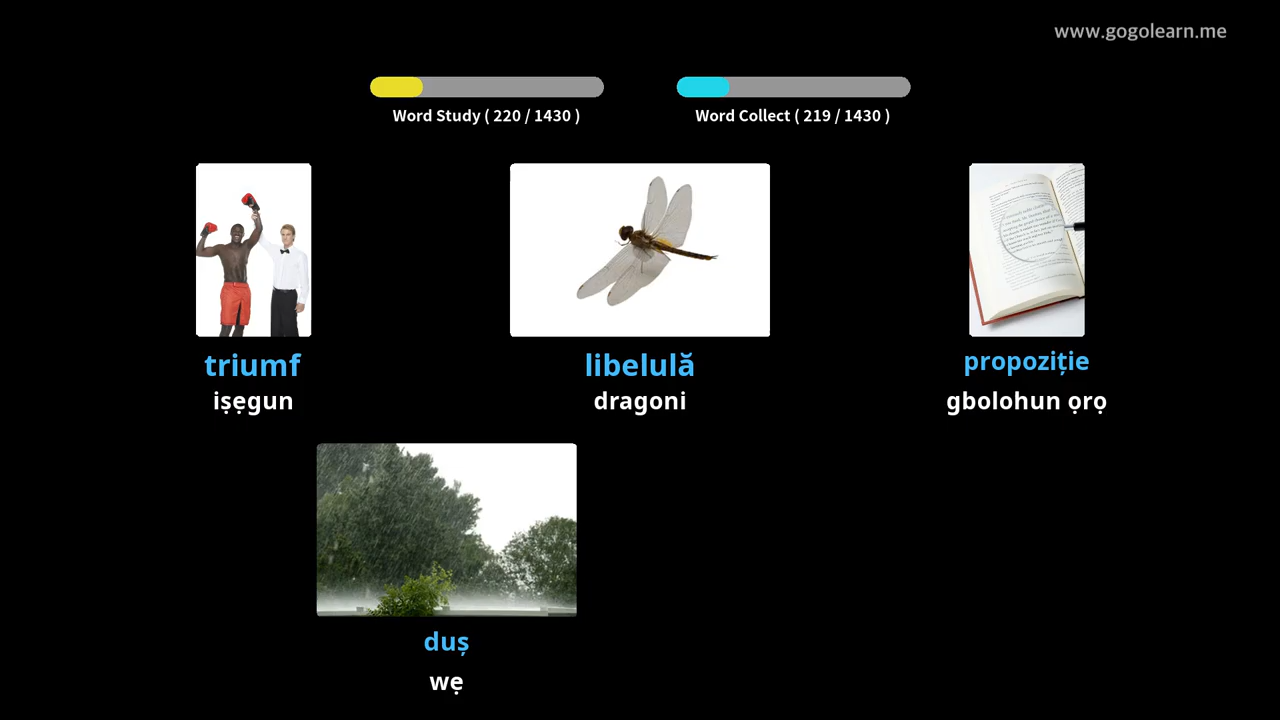 www.gogolearn.me
Word Study ( 220 / 1430 )
Word Collect ( 219 / 1430 )
triumf
iṣẹgun
libelulă
dragoni
propoziție
gbolohun ọrọ
duș
wẹ